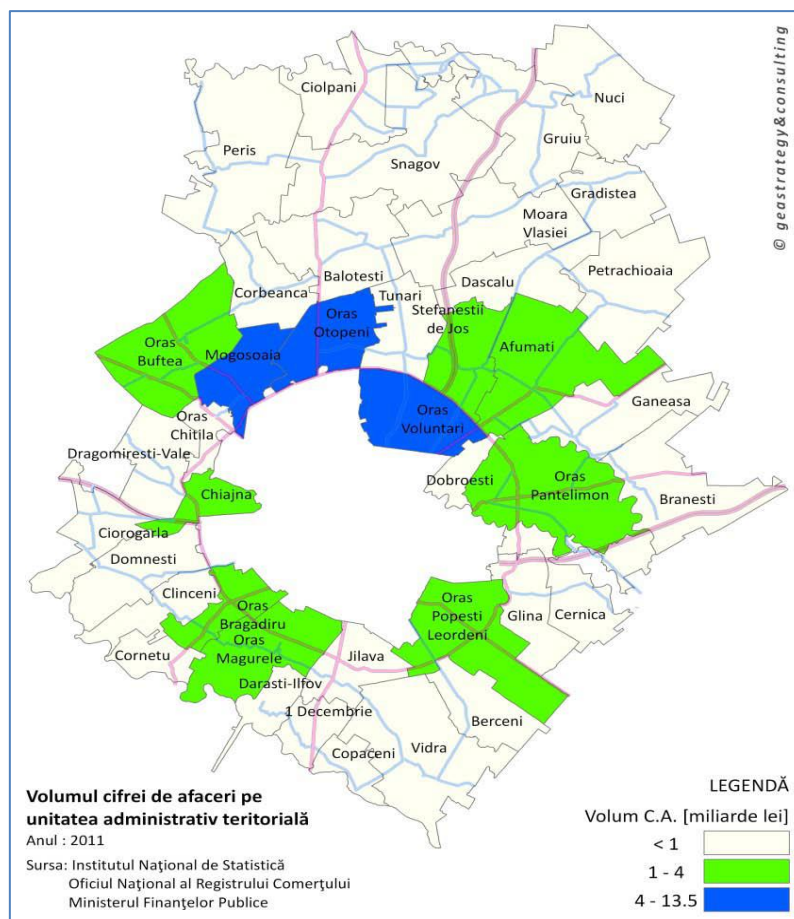 © geastrategy&consulting
Ciolpani
Nuci
Peris
Gruiu
Snagov
Gradistea
Moara
Vlasiei
Petrachioaia
Balotesti
Dascalu
Corbeanca
Tunari
Stefanestii
de Jos
Oras
Otopeni
Oras
Buftea
Mogosoaia
Afumati
Oras
Voluntari
Ganeasa
Oras
Chitila
Dragomiresti-Vale
Dobroesti
Oras
Pantelimon
Branesti
Chiajna
Ciorogarla
Domnesti
Clinceni
Oras
Bragadiru
Oras
Magurele
Oras
Popesti
Leordeni
Glina
Cernica
Cornetu
Jilava
Darasti-Ilfov
1 Decembrie
Berceni
Copaceni
Vidra
Volumul cifrei de afaceri pe
unitatea administrativ teritorială
Anul : 2011
Sursa: Institutul Naţional de Statistică
Oficiul Naţional al Registrului Comerţului
Ministerul Finanţelor Publice
LEGENDĂ
Volum C.A. [miliarde lei]
< 1
1 - 4
4 - 13.5